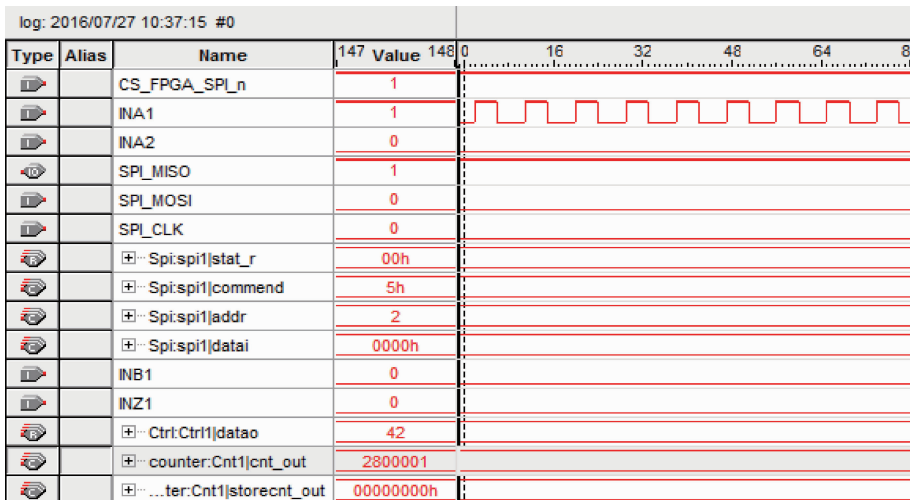 log: 2016/07/27 10:37:15 #0
Type Alias Name 147 Value 148 0 16 32 48 64 8
CS_FPGA_SPI_n 1
INA1 1
INA2 0
SPI_MISO 1
SPI_MOSI 0
SPI_CLK 0
Spi:spi1|stat_r 00h
Spi:spi1|commend 5h
Spi:spi1|addr 2
Spi:spi1|datai 0000h
INB1 0
INZ1 0
Ctrl:Ctrl1|datao 42
counter:Cnt1|cnt_out 2800001
...ter:Cnt1|storecnt_out 00000000h